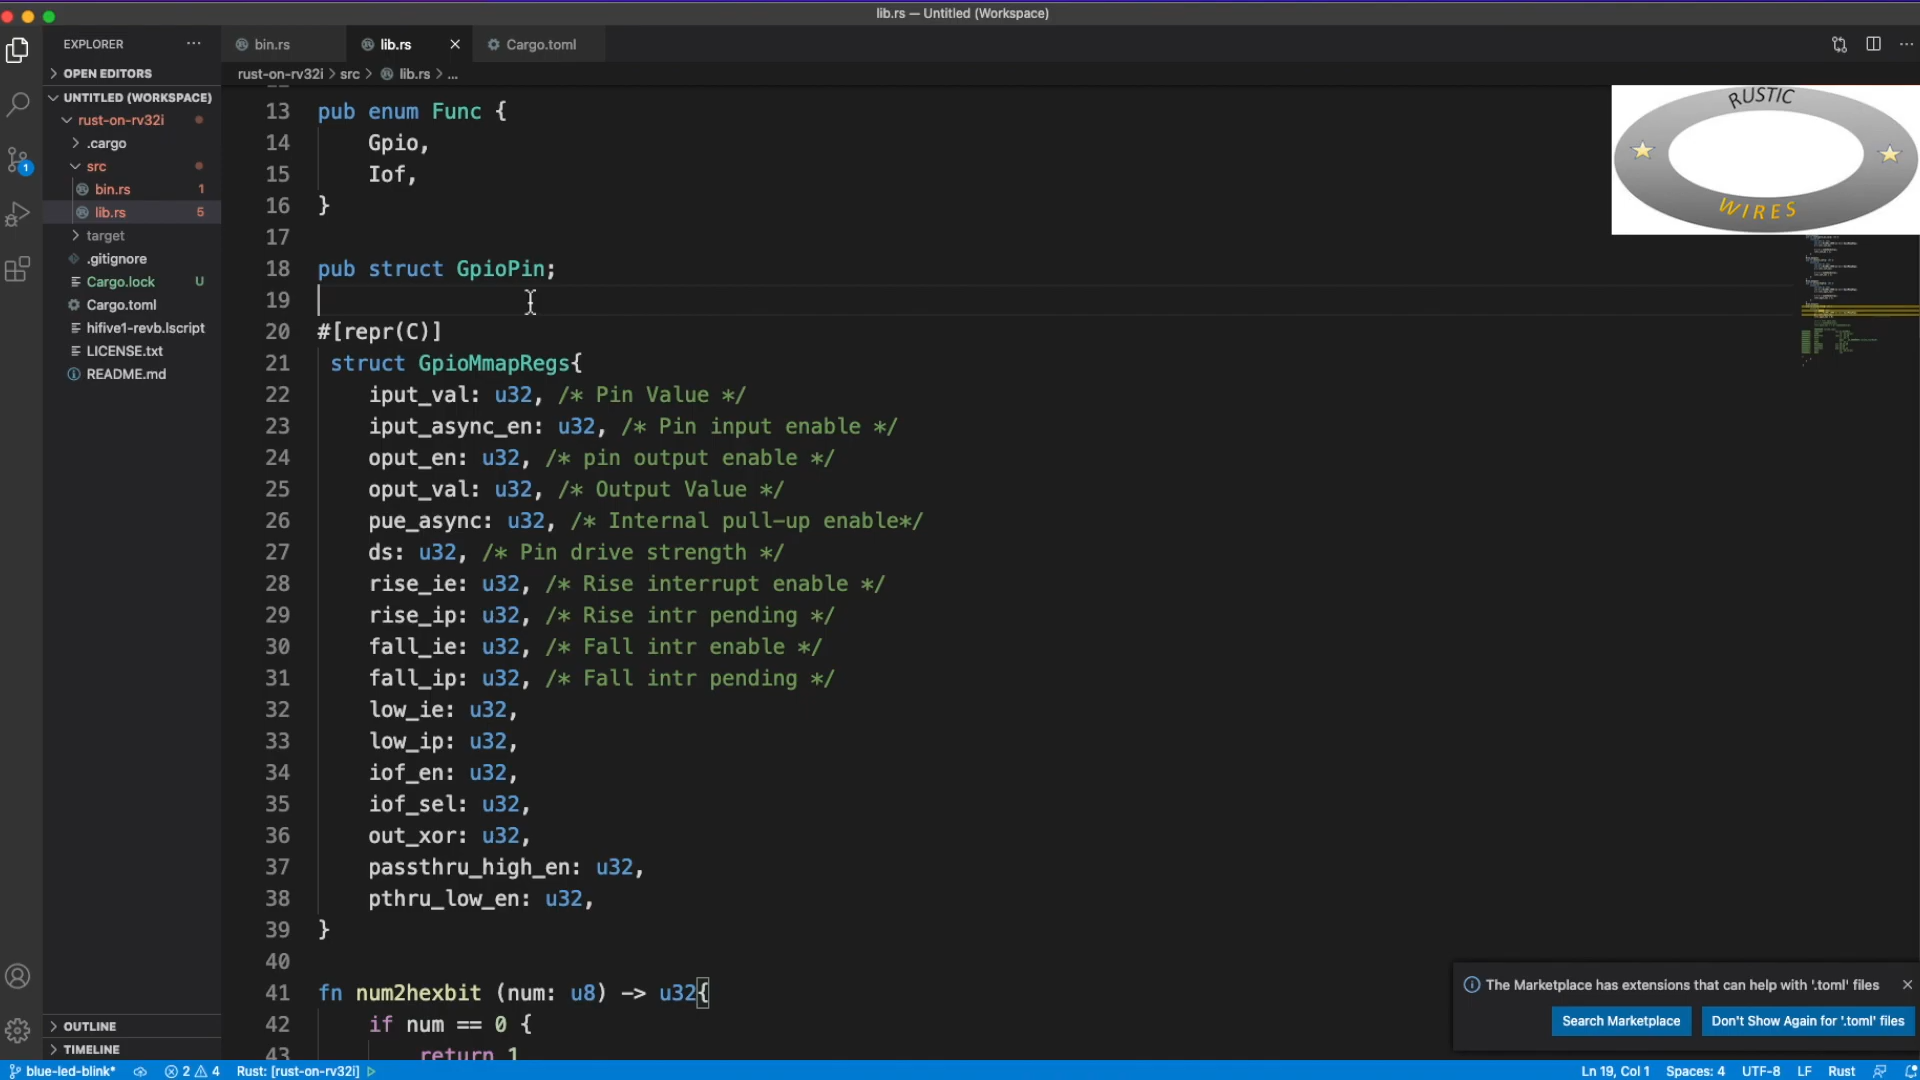 lib.rs — Untitled (Workspace)
EXPLORER
bin.rs
lib.rs
Cargo.toml
OPEN EDITORS
rust-on-rv32i > src > lib.rs > ...
UNTITLED (WORKSPACE)
rust-on-rv32i
.cargo
src
bin.rs 1
lib.rs 5
target
.gitignore
Cargo.lock U
Cargo.toml
hifive1-revb.lscript
LICENSE.txt
README.md
OUTLINE
TIMELINE
13 pub enum Func {
14 Gpio,
15 Iof,
16 }
17
18 pub struct GpioPin;
19
20 #[repr(C)]
21 struct GpioMmapRegs{
22 iput_val: u32, /* Pin Value */
23 iput_async_en: u32, /* Pin input enable */
24 oput_en: u32, /* pin output enable */
25 oput_val: u32, /* Output Value */
26 pue_async: u32, /* Internal pull-up enable*/
27 ds: u32, /* Pin drive strength */
28 rise_ie: u32, /* Rise interrupt enable */
29 rise_ip: u32, /* Rise intr pending */
30 fall_ie: u32, /* Fall intr enable */
31 fall_ip: u32, /* Fall intr pending */
32 low_ie: u32,
33 low_ip: u32,
34 iof_en: u32,
35 iof_sel: u32,
36 out_xor: u32,
37 passthru_high_en: u32,
38 pthru_low_en: u32,
39 }
40
41 fn num2hexbit (num: u8) -> u32{
42 if num == 0 {
43 return 1
RUSTIC
WIRES
1
The Marketplace has extensions that can help with '.toml' files
Search Marketplace
Don't Show Again for '.toml' files
blue-led-blink* 2 4 Rust: [rust-on-rv32i]
Ln 19, Col 1 Spaces: 4 UTF-8 LF Rust